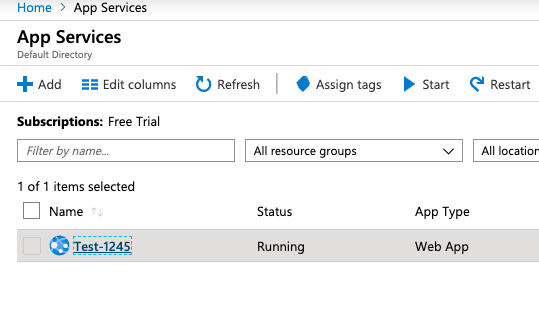 Home > App Services
App Services
Default Directory
Add Edit columns Refresh Assign tags Start Restart
Subscriptions: Free Trial
Filter by name... All resource groups All location
1 of 1 items selected
Name Status App Type
Test-1245 Running Web App